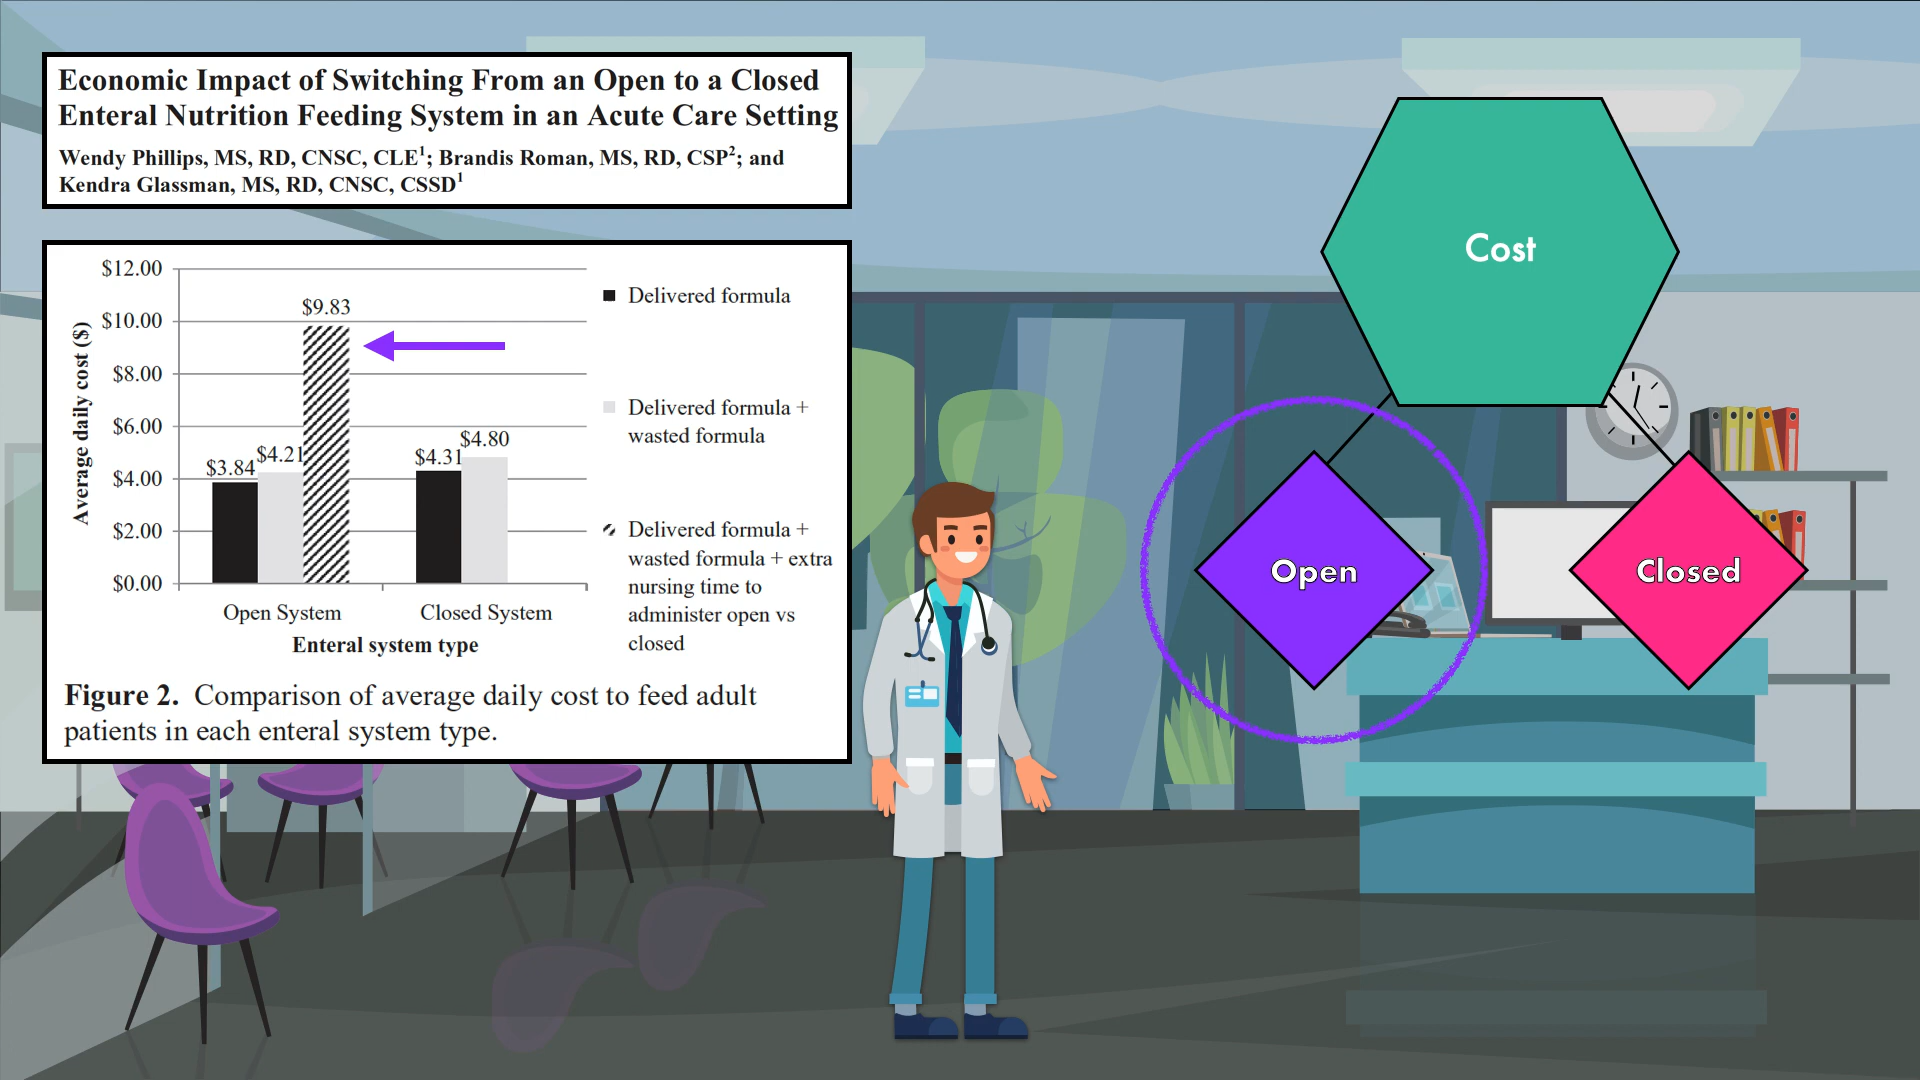 Economic Impact of Switching From an Open to a Closed
Enteral Nutrition Feeding System in an Acute Care Setting
Wendy Phillips, MS, RD, CNSC, CLE1; Brandis Roman, MS, RD, CSP2; and
Kendra Glassman, MS, RD, CNSC, CSSD1
Average daily cost ($)
$12.00
$10.00
$8.00
$6.00
$4.00
$2.00
$0.00
$3.84
$4.21
$9.83
$4.31
$4.80
Open System
Closed System
Enteral system type
Delivered formula
Delivered formula +
wasted formula
Delivered formula +
wasted formula + extra
nursing time to
administer open vs
closed
Figure 2. Comparison of average daily cost to feed adult
patients in each enteral system type.
Cost
Open
Closed